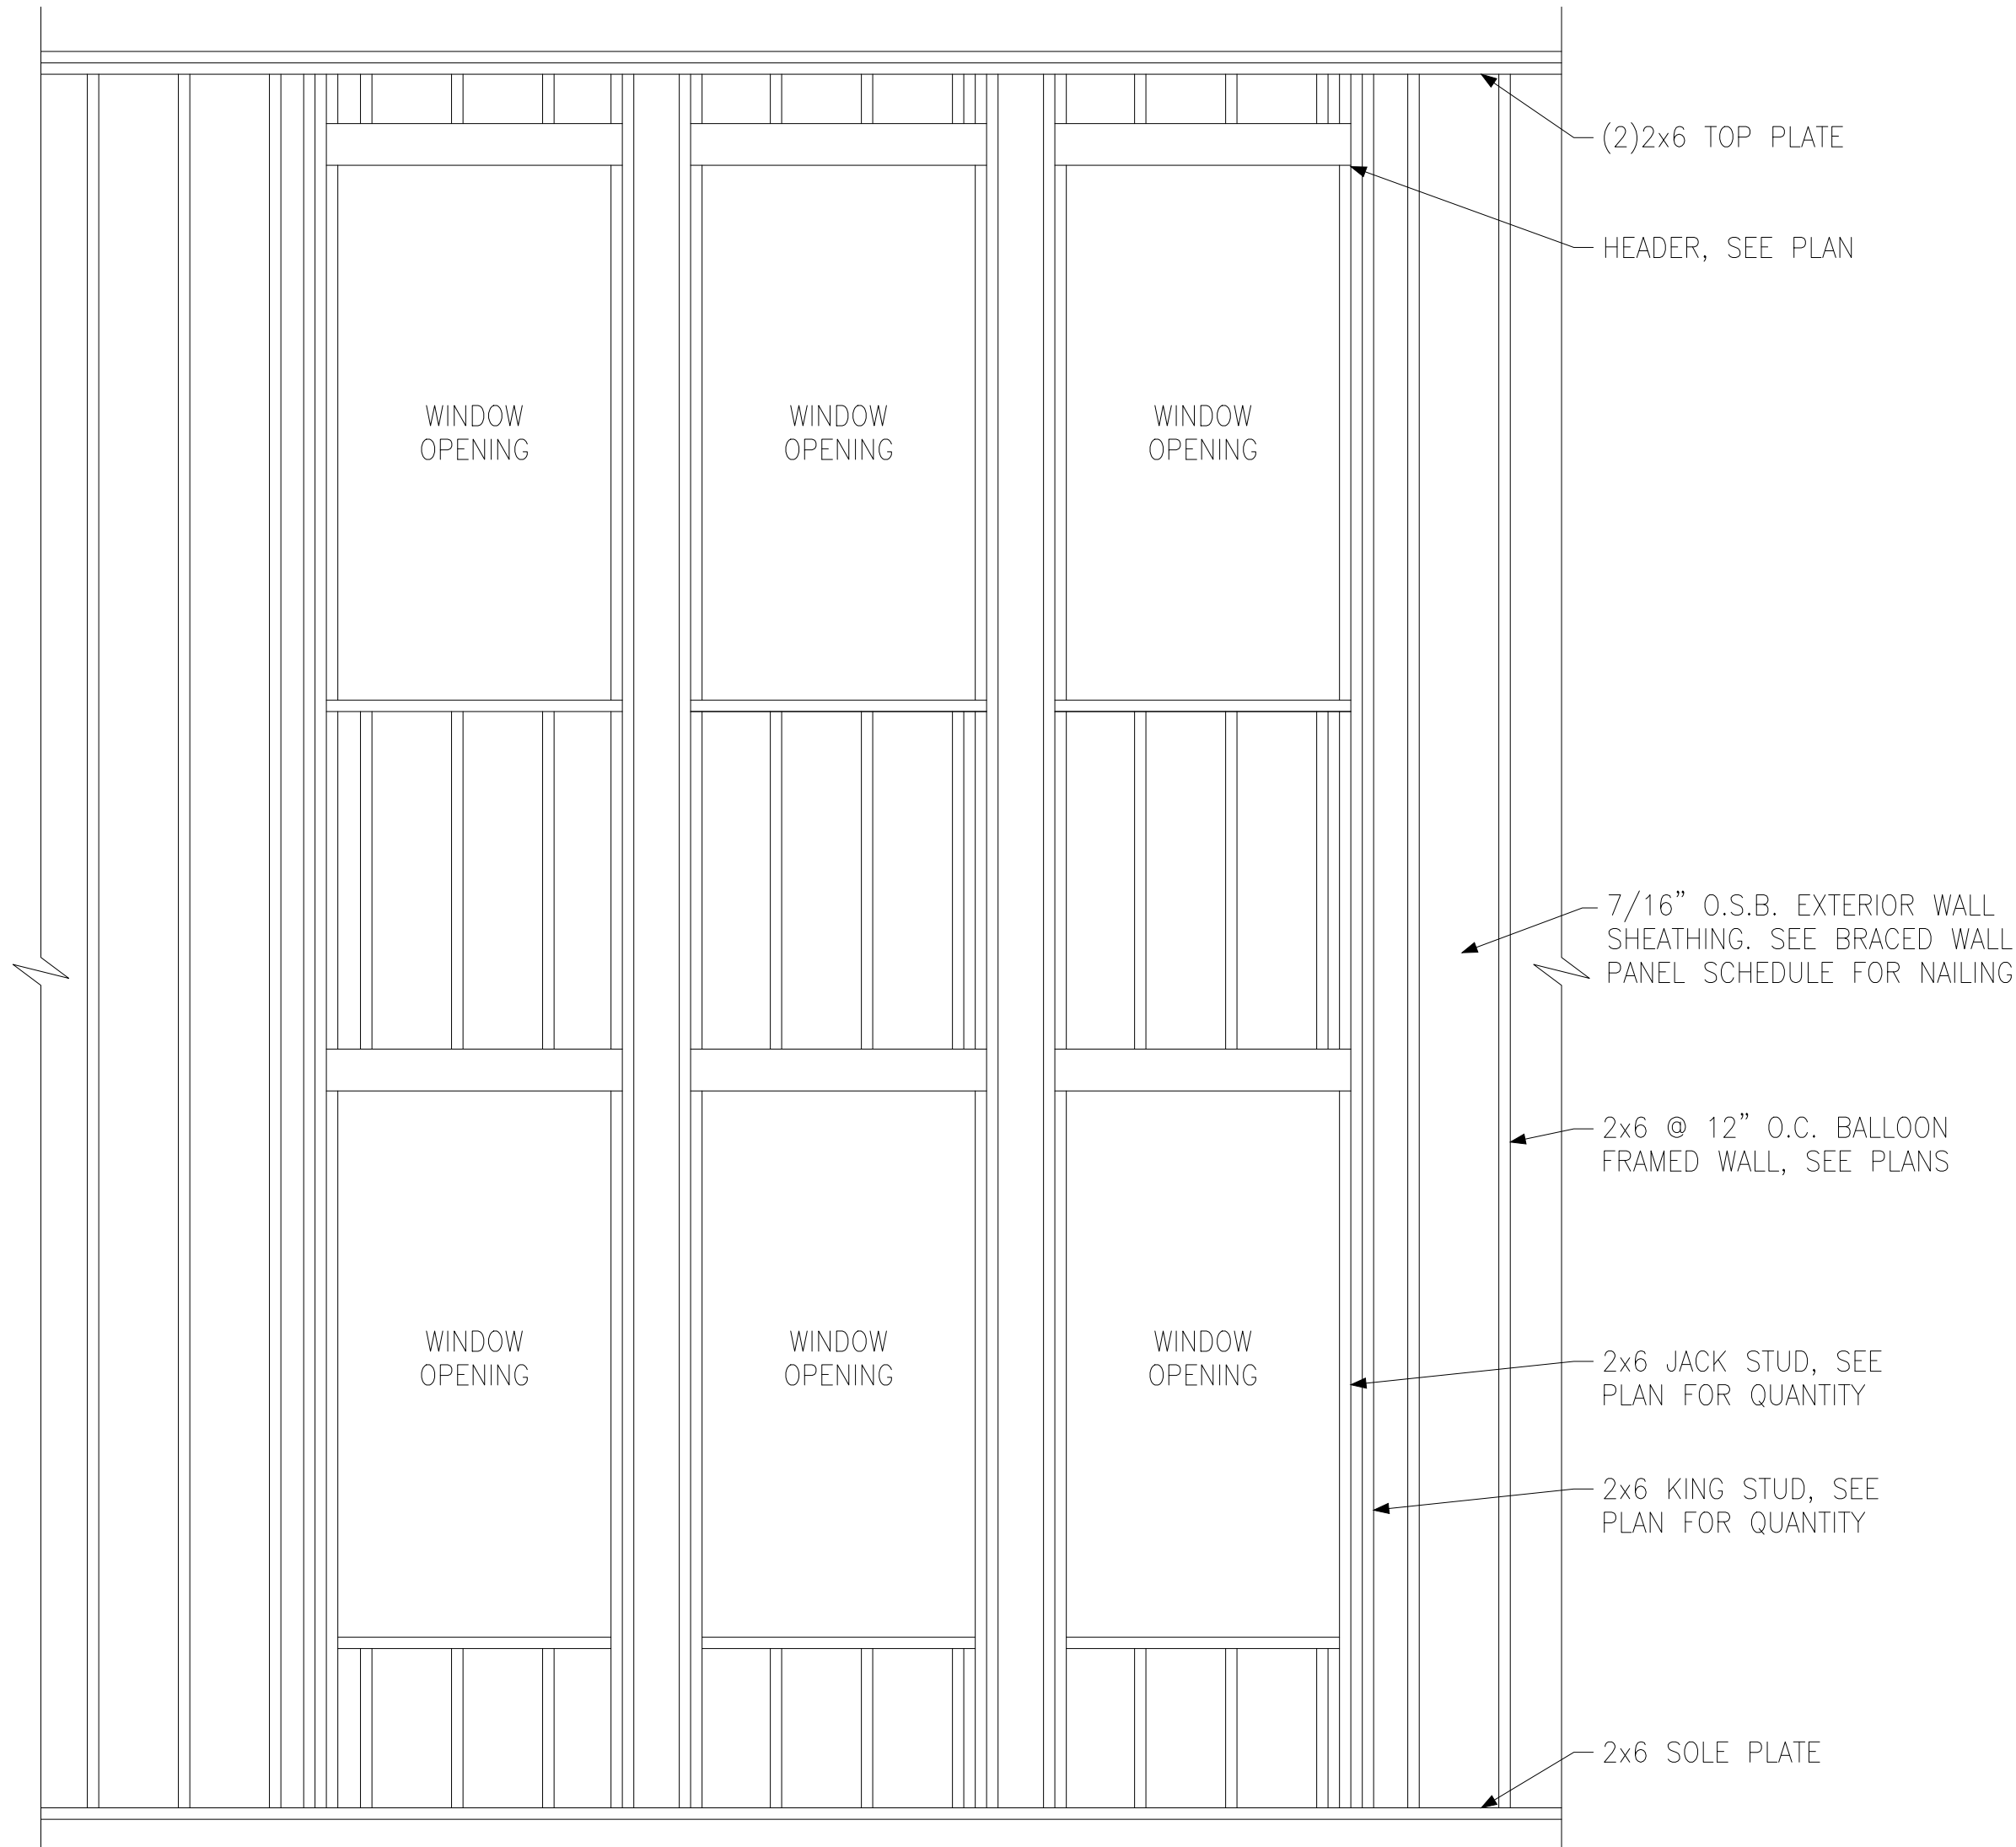 (2)2x6 TOP PLATE
HEADER, SEE PLAN
WINDOW
OPENING
WINDOW
OPENING
WINDOW
OPENING
7/16" O.S.B. EXTERIOR WALL
SHEATHING. SEE BRACED WALL
PANEL SCHEDULE FOR NAILING
2x6 @ 12" O.C. BALLOON
FRAMED WALL, SEE PLANS
WINDOW
OPENING
WINDOW
OPENING
WINDOW
OPENING
2x6 JACK STUD, SEE
PLAN FOR QUANTITY
2x6 KING STUD, SEE
PLAN FOR QUANTITY
2x6 SOLE PLATE